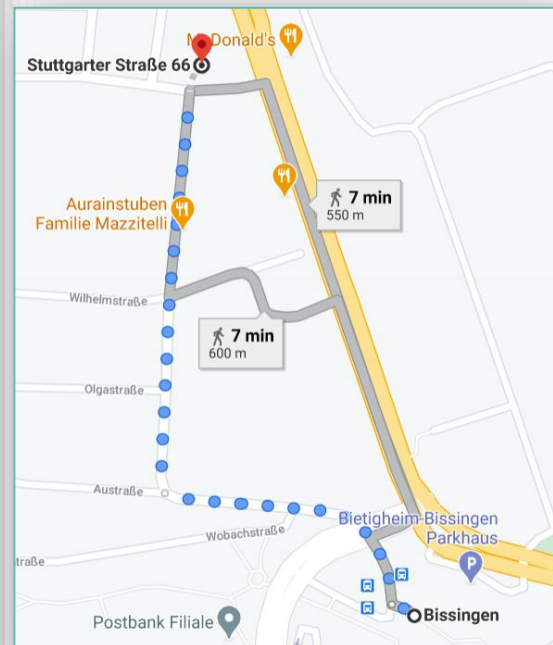 McDonald's
Stuttgarter Straße 66
7 min
550 m
Aurainstuben
Familie Mazzitelli
Wilhelmstraße
7 min
600 m
Olgastraße
Austraße
Bietigheim-Bissingen
Parkhaus
Wobachstraße
traße
P
Bissingen
Postbank Filiale